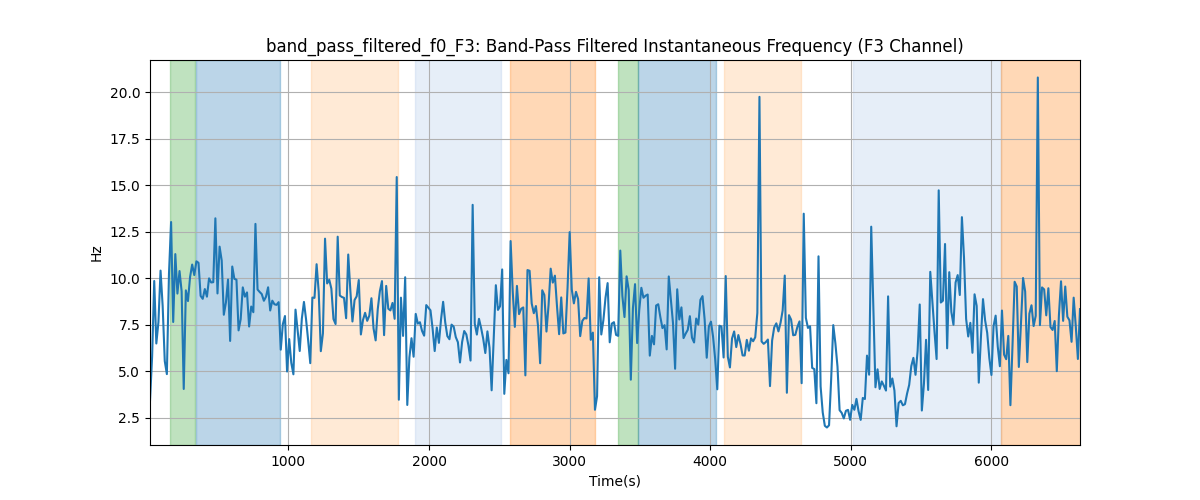 band_pass_filtered_f0_F3: Band-Pass Filtered Instantaneous Frequency (F3 Channel)
20.0
17.5
15.0
12.5
10.0
7.5
5.0
2.5
Hz
1000 2000 3000 4000 5000 6000
Time(s)